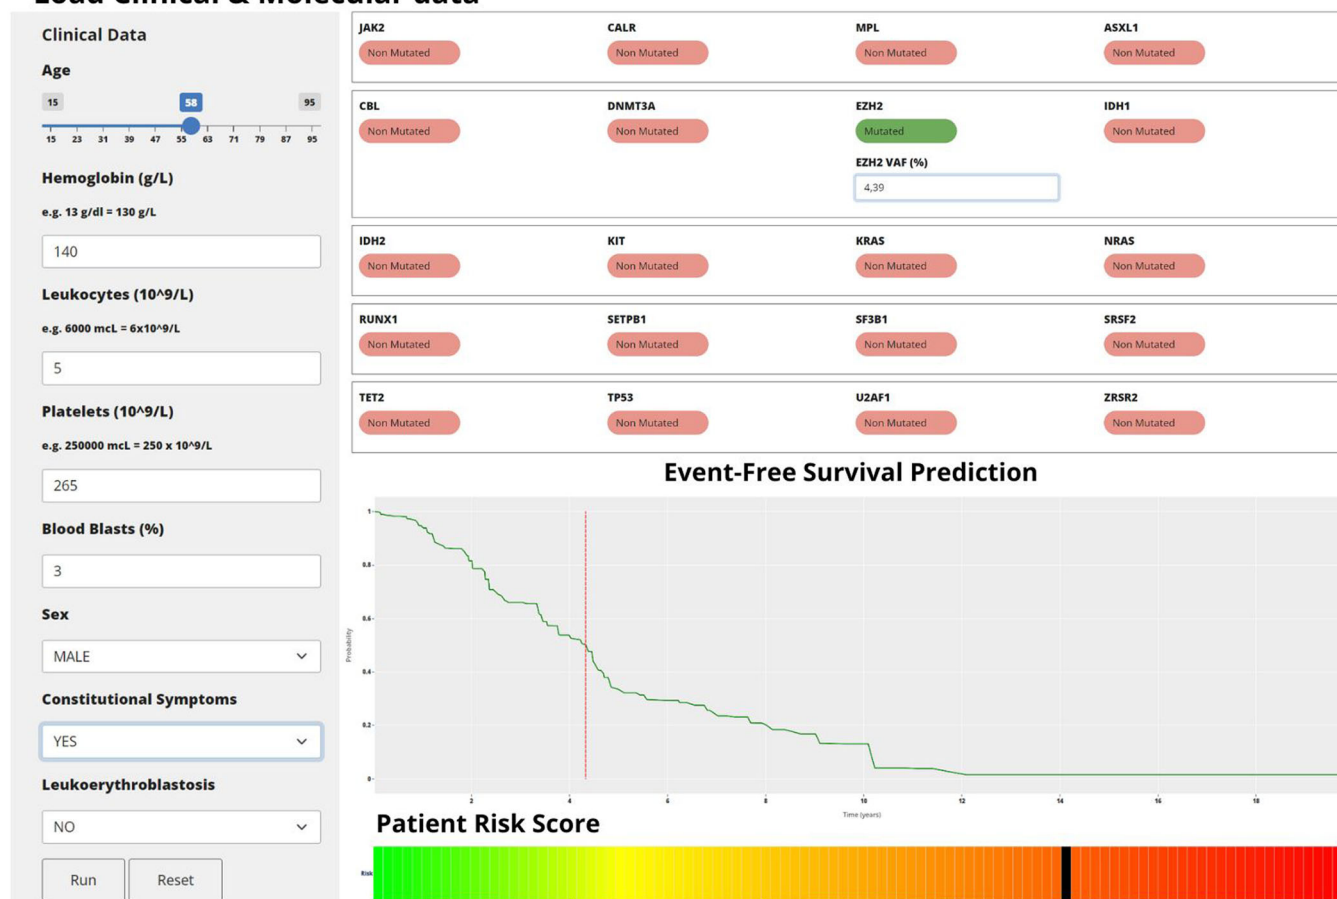 Load Clinical & Molecular data
Clinical Data
Age
15 58 95
15 23 31 39 47 55 63 71 79 87 95
Hemoglobin (g/L)
e.g. 13 g/dl = 130 g/L
140
Leukocytes (10^9/L)
e.g. 6000 mcL = 6x10^9/L
5
Platelets (10^9/L)
e.g. 250000 mcL = 250 x 10^9/L
265
Blood Blasts (%)
3
Sex
MALE
Constitutional Symptoms
YES
Leukoerythroblastosis
NO
Run Reset
JAK2 CALR MPL ASXL1
Non Mutated Non Mutated Non Mutated Non Mutated
CBL DNMT3A EZH2 IDH1
Non Mutated Non Mutated Mutated Non Mutated
EZH2 VAF (%)
4,39
IDH2 KIT KRAS NRAS
Non Mutated Non Mutated Non Mutated Non Mutated
RUNX1 SETPB1 SF3B1 SRSF2
Non Mutated Non Mutated Non Mutated Non Mutated
TET2 TP53 U2AF1 ZRSR2
Non Mutated Non Mutated Non Mutated Non Mutated
Event-Free Survival Prediction
1
0.8
0.6
Probability
0.4
0.2
0
2 4 6 8 10 12 14 16 18
Time (years)
Patient Risk Score
Risk